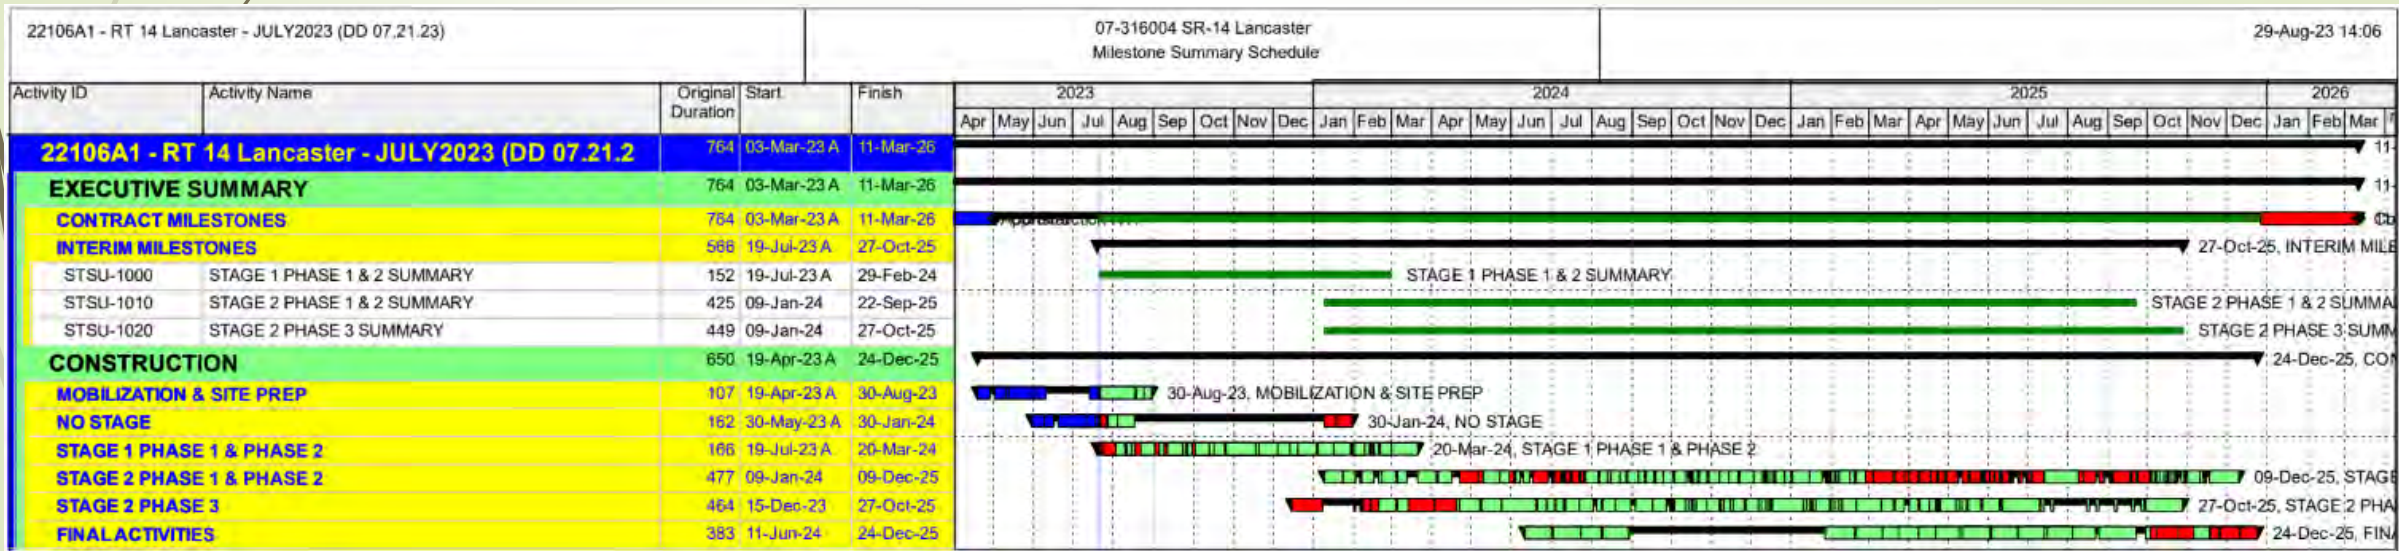 22106A1 - RT 14 Lancaster - JULY2023 (DD 07.21.23)
07-316004 SR-14 Lancaster
Milestone Summary Schedule
29-Aug-23 14:06
Activity ID Activity Name Original Duration Start Finish
2023 2024 2025 2026
Apr May Jun Jul Aug Sep Oct Nov Dec Jan Feb Mar Apr May Jun Jul Aug Sep Oct Nov Dec Jan Feb Mar Apr May Jun Jul Aug Sep Oct Nov Dec Jan Feb Mar
22106A1 - RT 14 Lancaster - JULY2023 (DD 07.21.2 764 03-Mar-23 A 11-Mar-26 11-
EXECUTIVE SUMMARY 764 03-Mar-23 A 11-Mar-26 11-
CONTRACT MILESTONES 764 03-Mar-23 A 11-Mar-26
INTERIM MILESTONES 566 19-Jul-23 A 27-Oct-25 27-Oct-25, INTERIM MILE
STSU-1000 STAGE 1 PHASE 1 & 2 SUMMARY 152 19-Jul-23 A 29-Feb-24 STAGE 1 PHASE 1 & 2 SUMMARY
STSU-1010 STAGE 2 PHASE 1 & 2 SUMMARY 425 09-Jan-24 22-Sep-25 STAGE 2 PHASE 1 & 2 SUMMA
STSU-1020 STAGE 2 PHASE 3 SUMMARY 449 09-Jan-24 27-Oct-25 STAGE 2 PHASE 3 SUMM
CONSTRUCTION 650 19-Apr-23 A 24-Dec-25 24-Dec-25, CON
MOBILIZATION & SITE PREP 107 19-Apr-23 A 30-Aug-23 30-Aug-23, MOBILIZATION & SITE PREP
NO STAGE 162 30-May-23 A 30-Jan-24 30-Jan-24, NO STAGE
STAGE 1 PHASE 1 & PHASE 2 166 19-Jul-23 A 20-Mar-24 20-Mar-24, STAGE 1 PHASE 1 & PHASE 2
STAGE 2 PHASE 1 & PHASE 2 477 09-Jan-24 09-Dec-25 09-Dec-25, STAGE
STAGE 2 PHASE 3 464 15-Dec-23 27-Oct-25 27-Oct-25, STAGE 2 PHA
FINAL ACTIVITIES 383 11-Jun-24 24-Dec-25 24-Dec-25, FINA